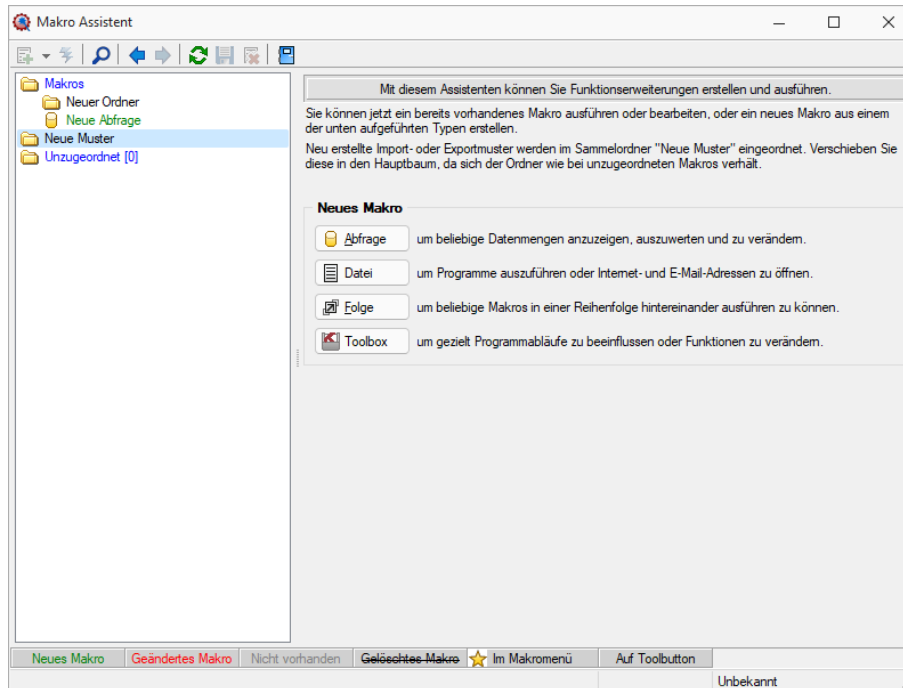 Makro Assistent
Makros
Neuer Ordner
Neue Abfrage
Neue Muster
Unzugeordnet [0]
Mit diesem Assistenten können Sie Funktionserweiterungen erstellen und ausführen.
Sie können jetzt ein bereits vorhandenes Makro ausführen oder bearbeiten, oder ein neues Makro aus einem
der unten aufgeführten Typen erstellen.
Neu erstellte Import- oder Exportmuster werden im Sammelordner "Neue Muster" eingeordnet. Verschieben Sie
diese in den Hauptbaum, da sich der Ordner wie bei unzugeordneten Makros verhält.
Neues Makro
Abfrage um beliebige Datenmengen anzuzeigen, auszuwerten und zu verändern.
Datei um Programme auszuführen oder Internet- und E-Mail-Adressen zu öffnen.
Folge um beliebige Makros in einer Reihenfolge hintereinander ausführen zu können.
Toolbox um gezielt Programmabläufe zu beeinflussen oder Funktionen zu verändern.
Neues Makro Geändertes Makro Nicht vorhanden Gelöschtes Makro Im Makromenü Auf Toolbutton
Unbekannt